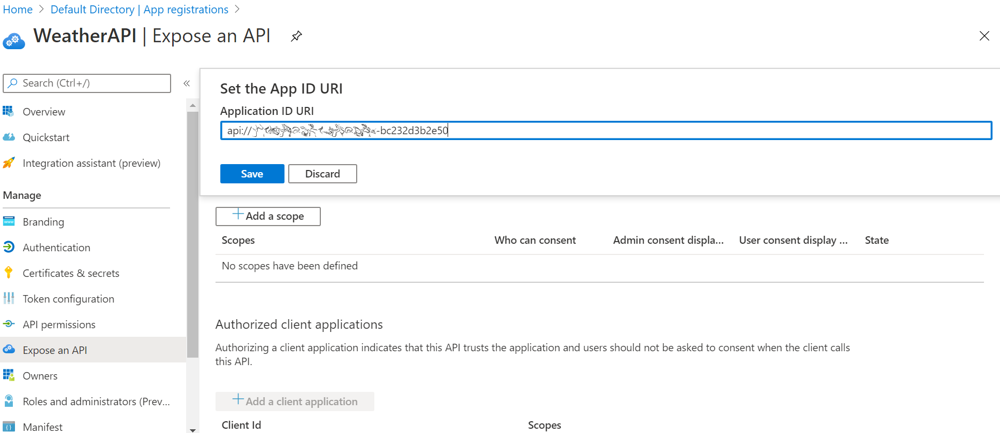 Home > Default Directory | App registrations >
WeatherAPI | Expose an API
Search (Ctrl+/)
«
Overview
Quickstart
Integration assistant (preview)
Manage
Branding
Authentication
Certificates & secrets
Token configuration
API permissions
Expose an API
Owners
Roles and administrators (Prev...
Manifest
Set the App ID URI
Application ID URI
api:// -bc232d3b2e50
Save Discard
+ Add a scope
Scopes Who can consent Admin consent displa... User consent display ... State
No scopes have been defined
Authorized client applications
Authorizing a client application indicates that this API trusts the application and users should not be asked to consent when the client calls
this API.
+ Add a client application
Client Id Scopes